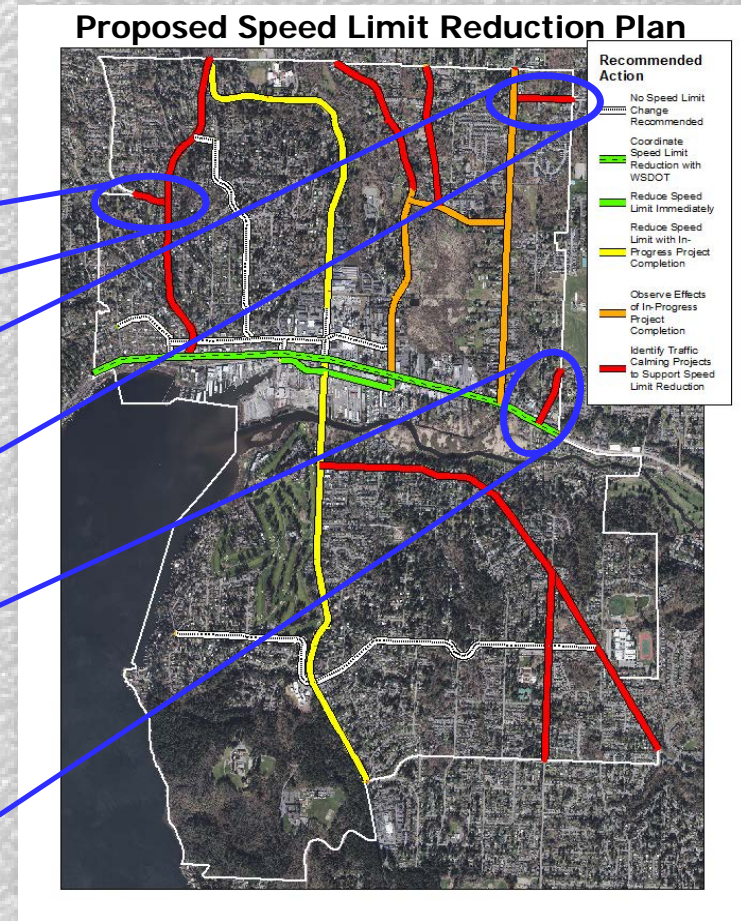 Proposed Speed Limit Reduction Plan
Recommended
Action
No Speed Limit
Change
Recommended
Coordinate
Speed Limit
Reduction with
WSDOT
Reduce Speed
Limit Immediately
Reduce Speed
Limit with In-
Progress Project
Completion
Observe Effects
of In-Progress
Project
Completion
Identify Traffic
Calming Projects
to Support Speed
Limit Reduction